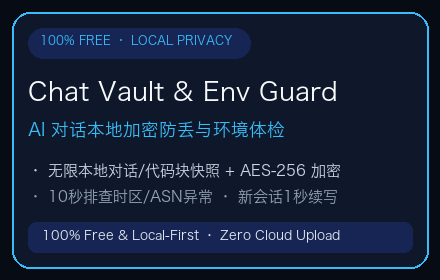 100% FREE · LOCAL PRIVACY
Chat Vault & Env Guard
AI 对话本地加密防丢与环境体检
· 无限本地对话/代码块快照 + AES-256 加密
· 10秒排查时区/ASN异常 · 新会话1秒续写
100% Free & Local-First · Zero Cloud Upload